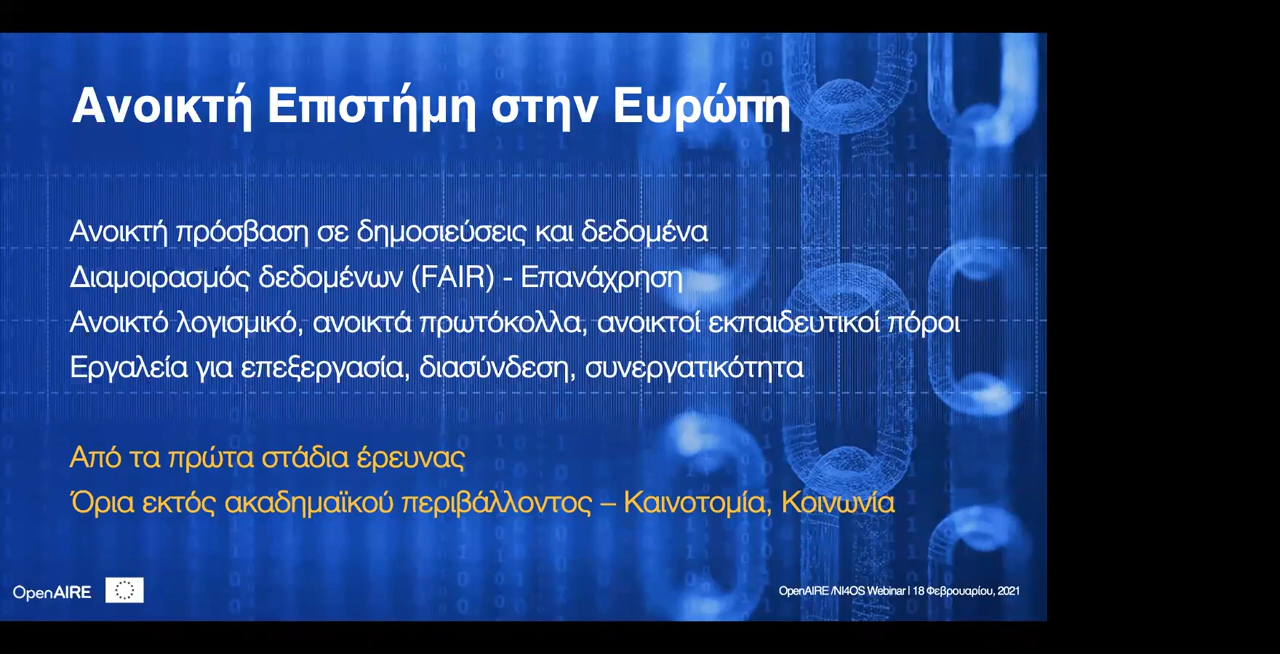 Ανοικτή Επιστήμη στην Ευρώπη
Ανοικτή πρόσβαση σε δημοσιεύσεις και δεδομένα
Διαμοιρασμός δεδομένων (FAIR) - Επανάχρηση
Ανοικτό λογισμικό, ανοικτά πρωτόκολλα, ανοικτοί εκπαιδευτικοί πόροι
Εργαλεία για επεξεργασία, διασύνδεση, συνεργατικότητα
Από τα πρώτα στάδια έρευνας
Όρια εκτός ακαδημαϊκού περιβάλλοντος – Καινοτομία, Κοινωνία
OpenAIRE
OpenAIRE /NI4OS Webinar | 18 Φεβρουαρίου, 2021